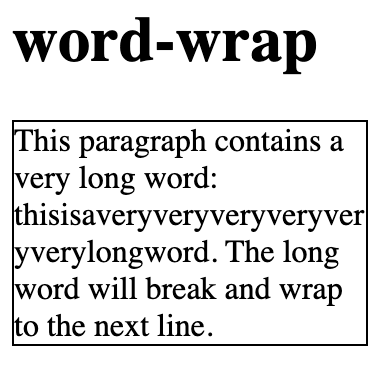 word-wrap
This paragraph contains a
very long word:
thisisaveryveryveryveryver
yverylongword. The long
word will break and wrap
to the next line.